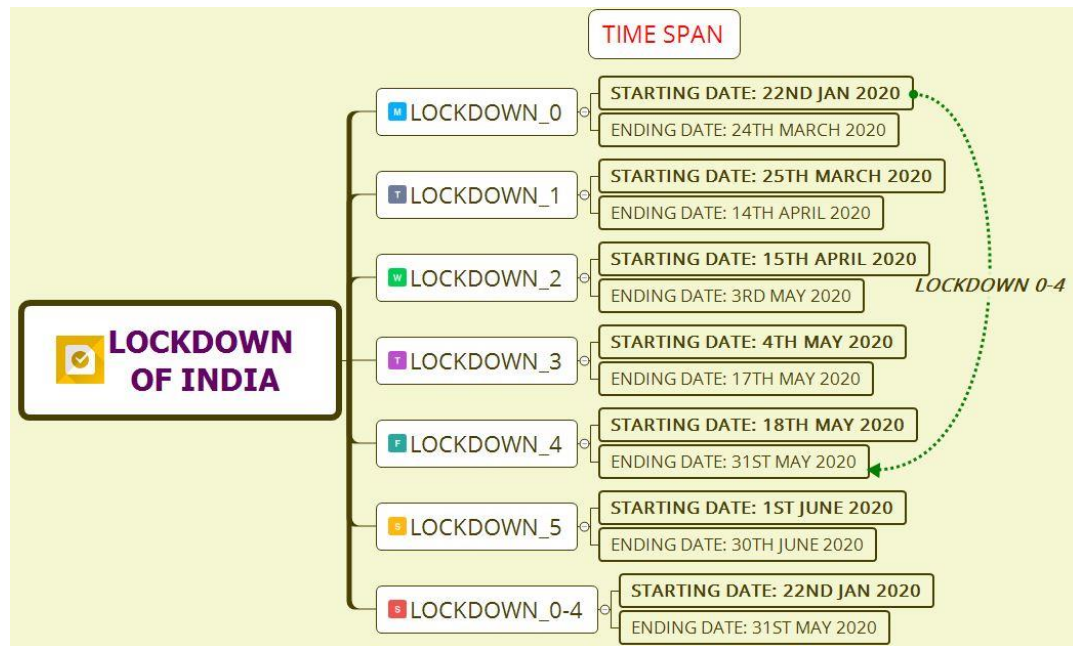 TIME SPAN
LOCKDOWN
OF INDIA
M LOCKDOWN_0
STARTING DATE: 22ND JAN 2020
ENDING DATE: 24TH MARCH 2020
T LOCKDOWN_1
STARTING DATE: 25TH MARCH 2020
ENDING DATE: 14TH APRIL 2020
W LOCKDOWN_2
STARTING DATE: 15TH APRIL 2020
ENDING DATE: 3RD MAY 2020
T LOCKDOWN_3
STARTING DATE: 4TH MAY 2020
ENDING DATE: 17TH MAY 2020
F LOCKDOWN_4
STARTING DATE: 18TH MAY 2020
ENDING DATE: 31ST MAY 2020
S LOCKDOWN_5
STARTING DATE: 1ST JUNE 2020
ENDING DATE: 30TH JUNE 2020
S LOCKDOWN_0-4
STARTING DATE: 22ND JAN 2020
ENDING DATE: 31ST MAY 2020
LOCKDOWN 0-4